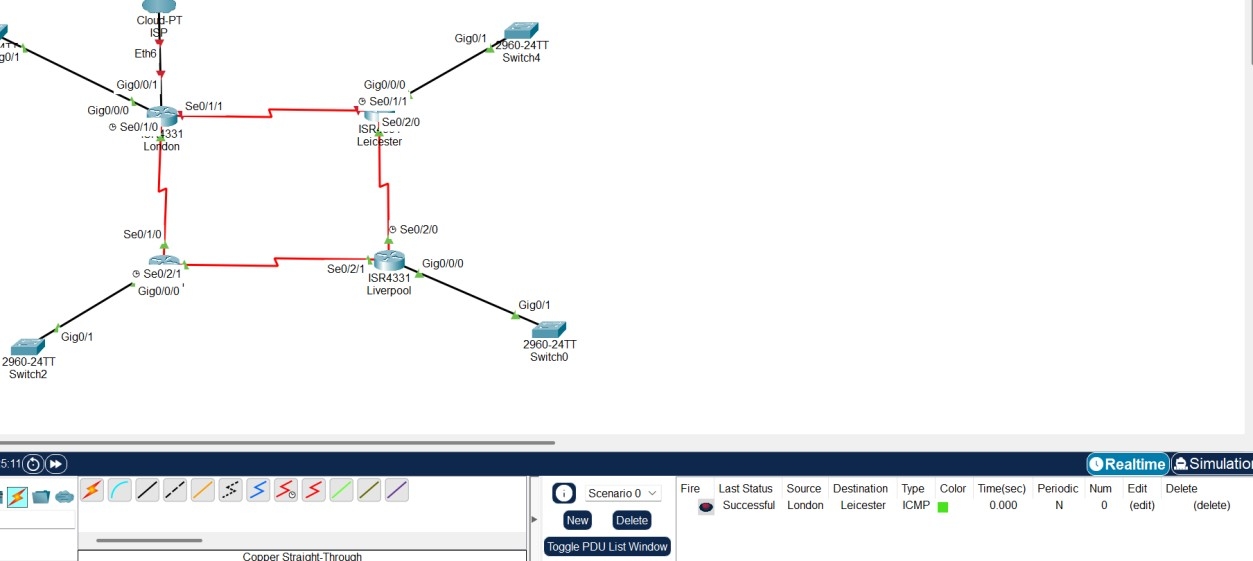 Cloud-PT
ISP
Eth6
g0/1
Gig0/0/1
Gig0/0/0
Se0/1/1
Se0/1/0
London
Gig0/1
2960-24TT
Switch4
Gig0/0/0
Se0/1/1
Se0/2/0
Leicester
Se0/1/0
Se0/2/1
Gig0/0/0
Se0/2/0
Se0/2/1
Gig0/0/0
ISR4331
Liverpool
Gig0/1
2960-24TT
Switch2
Gig0/1
2960-24TT
Switch0
5:11
Realtime
Simulation
Scenario 0
New
Delete
Toggle PDU List Window
Copper Straight-Through
Fire Last Status Source Destination Type Color Time(sec) Periodic Num Edit Delete
Successful London Leicester ICMP 0.000 N 0 (edit) (delete)